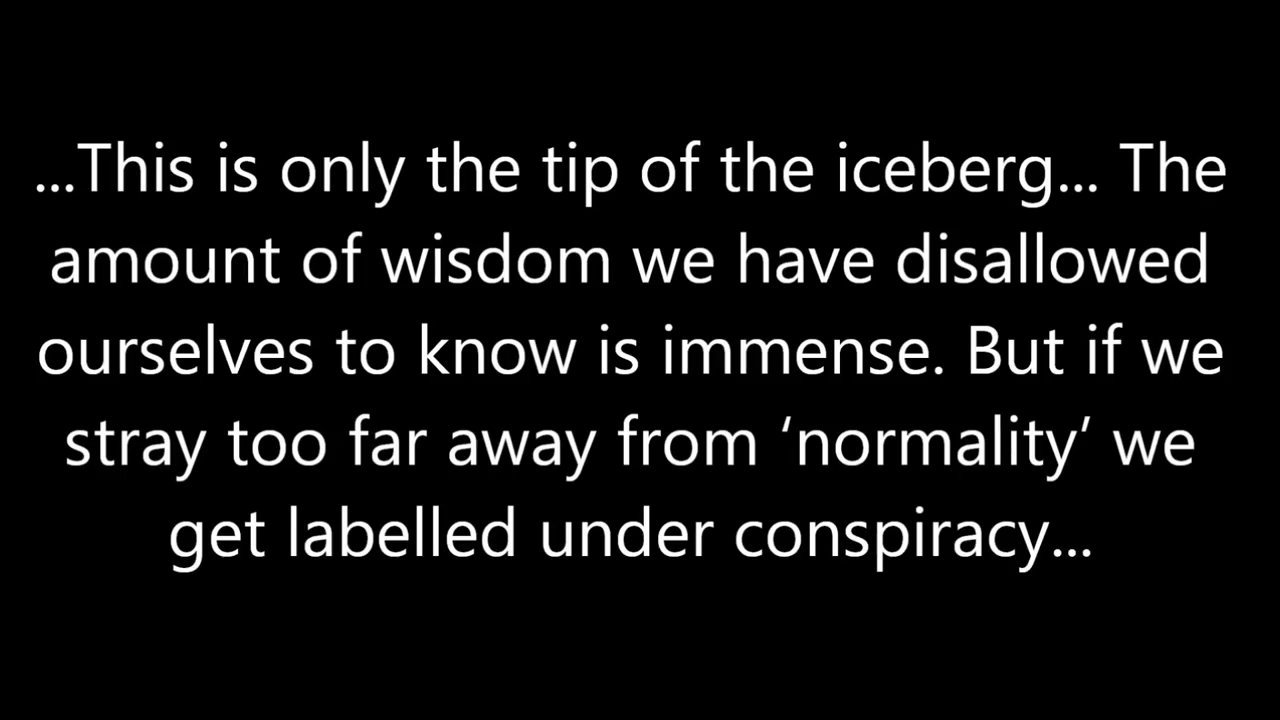 ...This is only the tip of the iceberg... The
amount of wisdom we have disallowed
ourselves to know is immense. But if we
stray too far away from ‘normality’ we
get labelled under conspiracy...